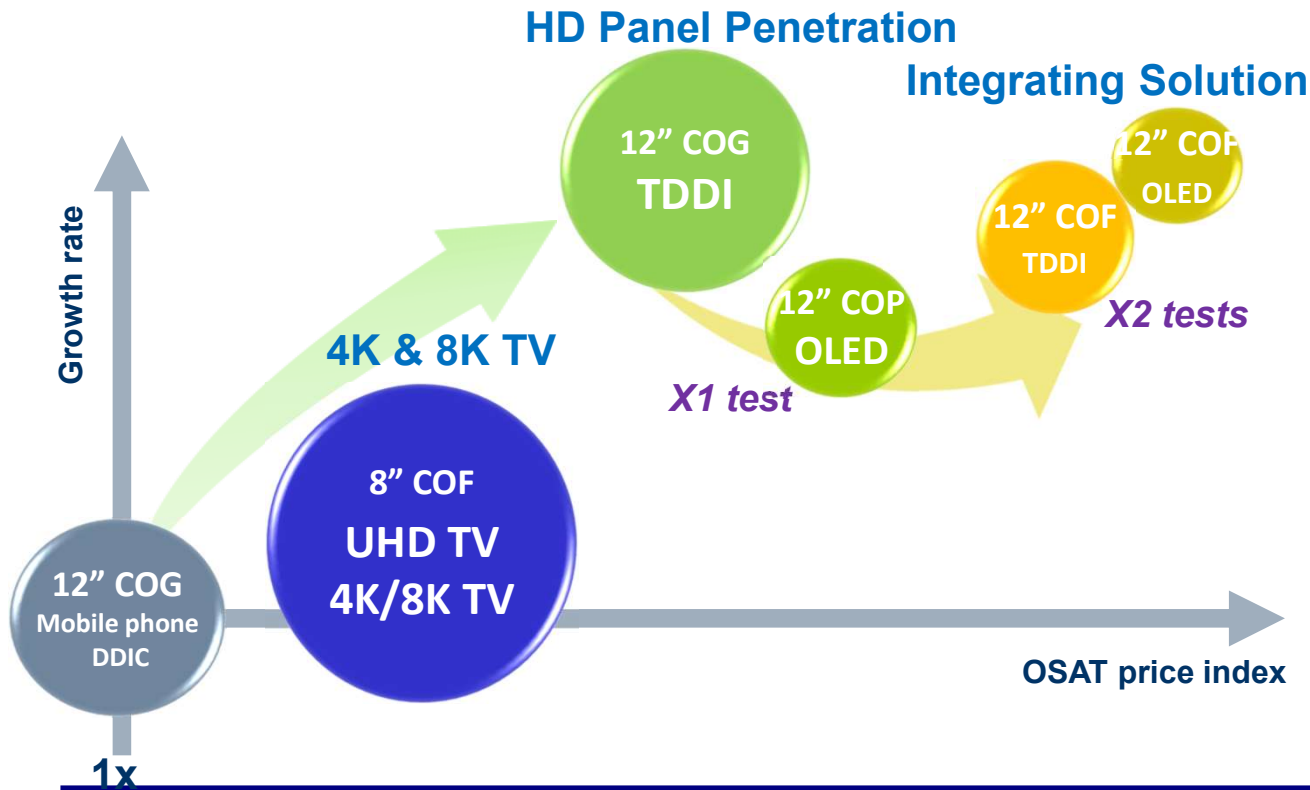 HD Panel Penetration
Integrating Solution
12” COG
TDDI
12” COF
OLED
12” COF
TDDI
X2 tests
12” COP
OLED
X1 test
Growth rate
4K & 8K TV
8” COF
UHD TV
4K/8K TV
12” COG
Mobile phone
DDIC
OSAT price index
1x